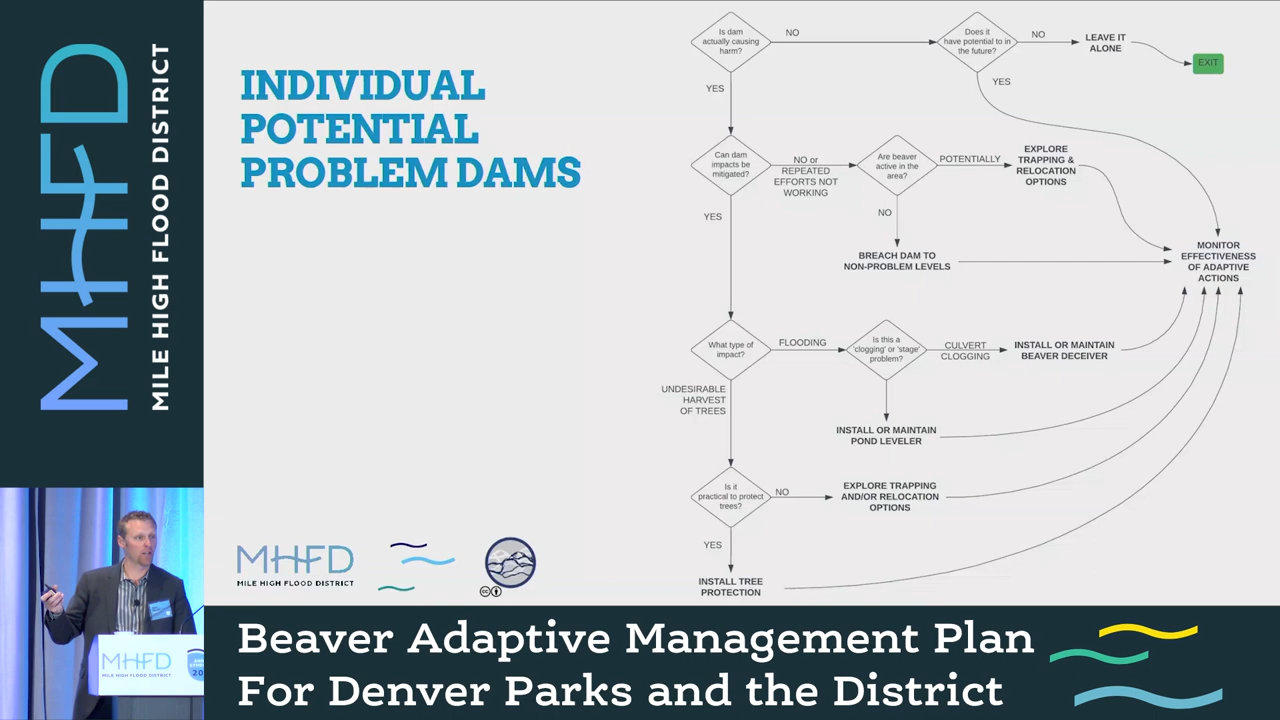 MHFD
MILE HIGH FLOOD DISTRICT
INDIVIDUAL
POTENTIAL
PROBLEM DAMS
Is dam
actually causing
harm?
NO
Does it
have potential to in
the future?
NO
LEAVE IT
ALONE
EXIT
YES
YES
Can dam
impacts be
mitigated?
NO or
REPEATED
EFFORTS NOT
WORKING
Are beaver
active in the
area?
POTENTIALLY
EXPLORE
TRAPPING &
RELOCATION
OPTIONS
YES
NO
BREACH DAM TO
NON-PROBLEM LEVELS
MONITOR
EFFECTIVENESS
OF ADAPTIVE
ACTIONS
What type of
impact?
FLOODING
Is this a
'clogging' or 'stage'
problem?
CULVERT
CLOGGING
INSTALL OR MAINTAIN
BEAVER DECEIVER
UNDESIRABLE
HARVEST
OF TREES
INSTALL OR MAINTAIN
POND LEVELER
Is it
practical to protect
trees?
NO
EXPLORE TRAPPING
AND/OR RELOCATION
OPTIONS
YES
INSTALL TREE
PROTECTION
MHFD
MILE HIGH FLOOD DISTRICT
MHFD
MILE HIGH FLOOD DISTRICT
Beaver Adaptive Management Plan
For Denver Parks and the District